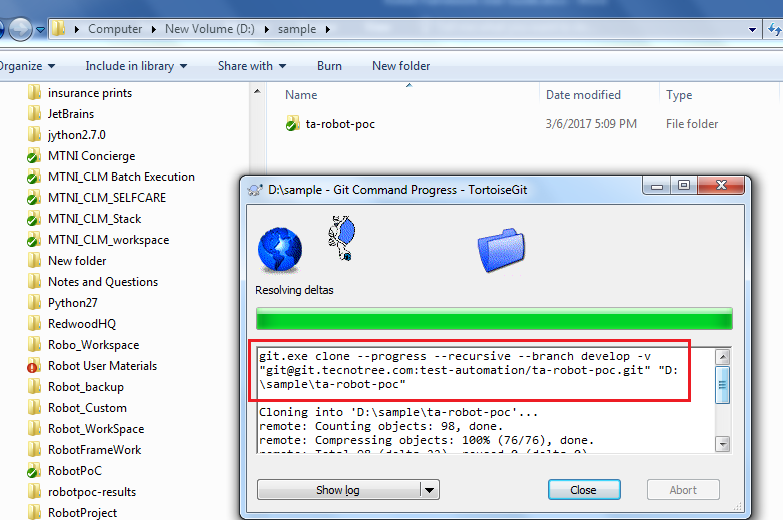 Computer New Volume (D:) sample
Organize Include in library Share with Burn New folder
insurance prints
JetBrains
jython2.7.0
MTNI Concierge
MTNI_CLM Batch Execution
MTNI_CLM_SELFCARE
MTNI_CLM_Stack
MTNI_CLM_workspace
New folder
Notes and Questions
Python27
RedwoodHQ
Robo_Workspace
Robot User Materials
Robot_backup
Robot_Custom
Robot_WorkSpace
RobotFrameWork
RobotPoC
robotpoc-results
RobotProject
Name Date modified Type
ta-robot-poc 3/6/2017 5:09 PM File folder
D:\sample - Git Command Progress - TortoiseGit
Resolving deltas
git.exe clone --progress --recursive --branch develop -v
"git@git.tecnotree.com:test-automation/ta-robot-poc.git" "D:
\sample\ta-robot-poc"
Cloning into 'D:\sample\ta-robot-poc'...
remote: Counting objects: 98, done.
remote: Compressing objects: 100% (76/76), done.
Show log Close Abort